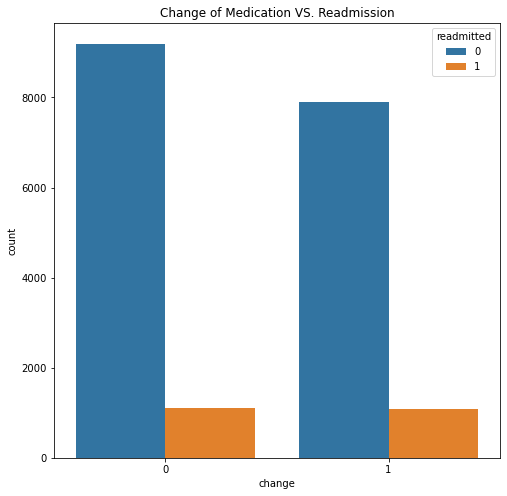 Change of Medication VS. Readmission
readmitted
0
1
8000
6000
4000
2000
0
count
0 1
change